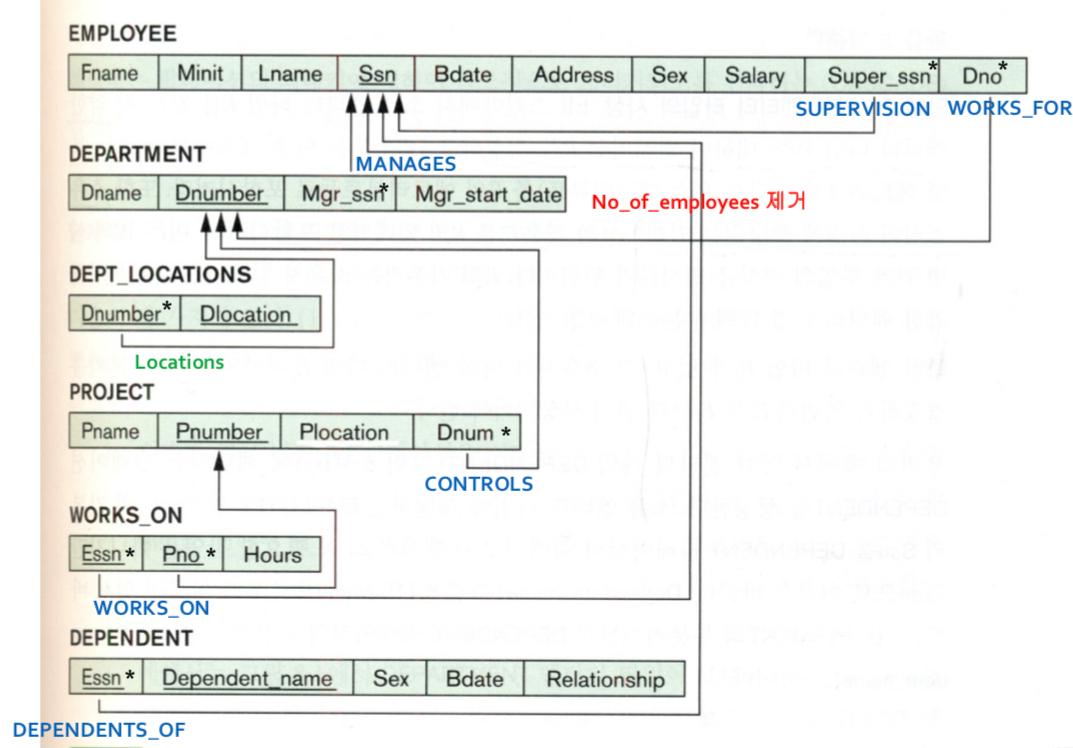 EMPLOYEE
Fname Minit Lname Ssn Bdate Address Sex Salary Super_ssn* Dno*
SUPERVISION WORKS_FOR
DEPARTMENT
MANAGES
Dname Dnumber Mgr_ssn* Mgr_start_date
No_of_employees 제거
DEPT_LOCATIONS
Dnumber* Dlocation
Locations
PROJECT
Pname Pnumber Plocation Dnum *
CONTROLS
WORKS_ON
Essn* Pno* Hours
WORKS_ON
DEPENDENT
Essn* Dependent_name Sex Bdate Relationship
DEPENDENTS_OF